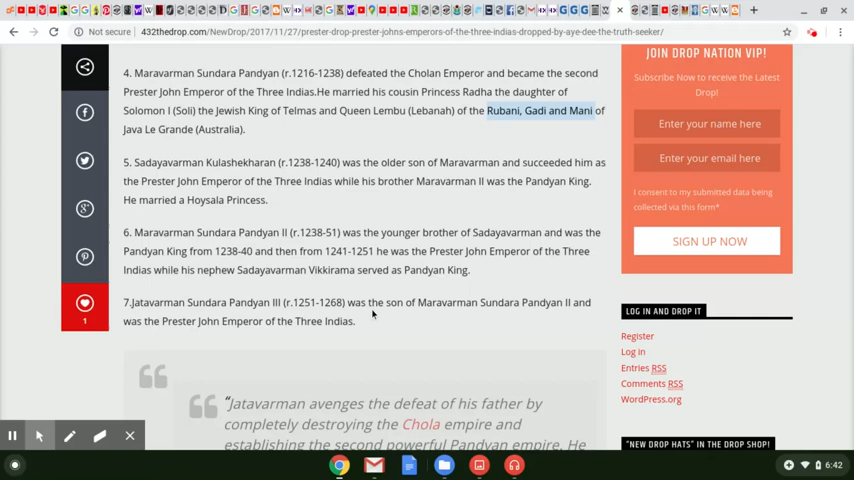 Not secure
432thedrop.com/NewDrop/2017/11/27/prester-drop-prester-johns-emperors-of-the-three-indias-dropped-by-aye-dee-the-truth-seeker/
4. Maravarman Sundara Pandyan (r.1216-1238) defeated the Cholan Emperor and became the second
Prester John Emperor of the Three Indias.He married his cousin Princess Radha the daughter of
Solomon I (Soli) the Jewish King of Telmas and Queen Lembu (Lebanah) of the Rubani, Gadi and Mani of
Java Le Grande (Australia).
5. Sadayavarman Kulashekharan (r.1238-1240) was the older son of Maravarman and succeeded him as
the Prester John Emperor of the Three Indias while his brother Maravarman II was the Pandyan King.
He married a Hoysala Princess.
6. Maravarman Sundara Pandyan II (r.1238-51) was the younger brother of Sadayavarman and was the
Pandyan King from 1238-40 and then from 1241-1251 he was the Prester John Emperor of the Three
Indias while his nephew Sadayavarman Vikkirama served as Pandyan King.
7.Jatavarman Sundara Pandyan III (r.1251-1268) was the son of Maravarman Sundara Pandyan II and
was the Prester John Emperor of the Three Indias.
“Jatavarman avenges the defeat of his father by
completely destroying the Chola empire and
establishing the second powerful Pandyan empire. He
1
JOIN DROP NATION VIP!
Subscribe Now to receive the Latest
Drop!
Enter your name here
Enter your email here
I consent to my submitted data being
collected via this form*
SIGN UP NOW
LOG IN AND DROP IT
Register
Log in
Entries RSS
Comments RSS
WordPress.org
"NEW DROP HATS" IN THE DROP SHOP!
6:42